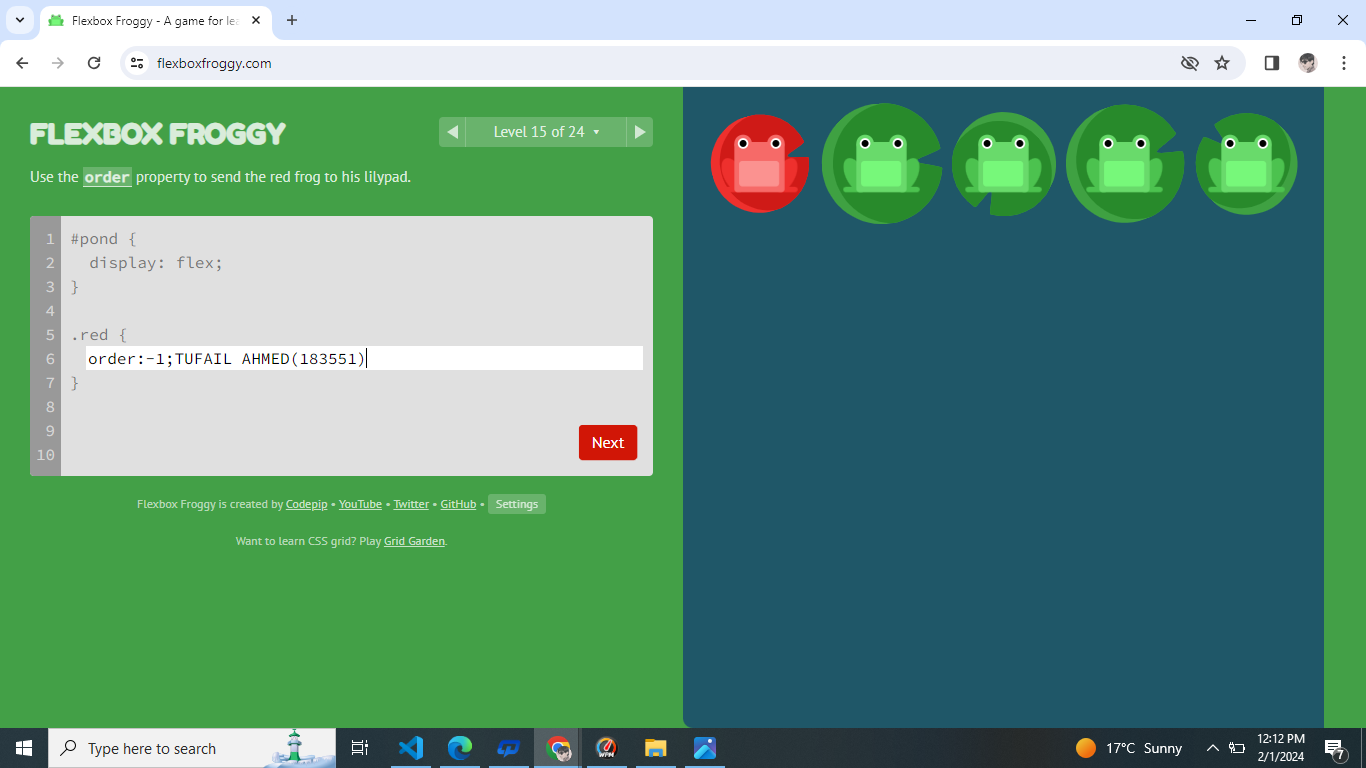 Flexbox Froggy - A game for lea
flexboxfroggy.com
FLEXBOX FROGGY
Level 15 of 24
Use the order property to send the red frog to his lilypad.
1 #pond {
2 display: flex;
3 }
4
5 .red {
6 order:-1;TUFAIL AHMED(183551)
7 }
8
9
10
Next
Flexbox Froggy is created by Codepip • YouTube • Twitter • GitHub • Settings
Want to learn CSS grid? Play Grid Garden.
Type here to search
WPM
17°C Sunny
12:12 PM
2/1/2024
7